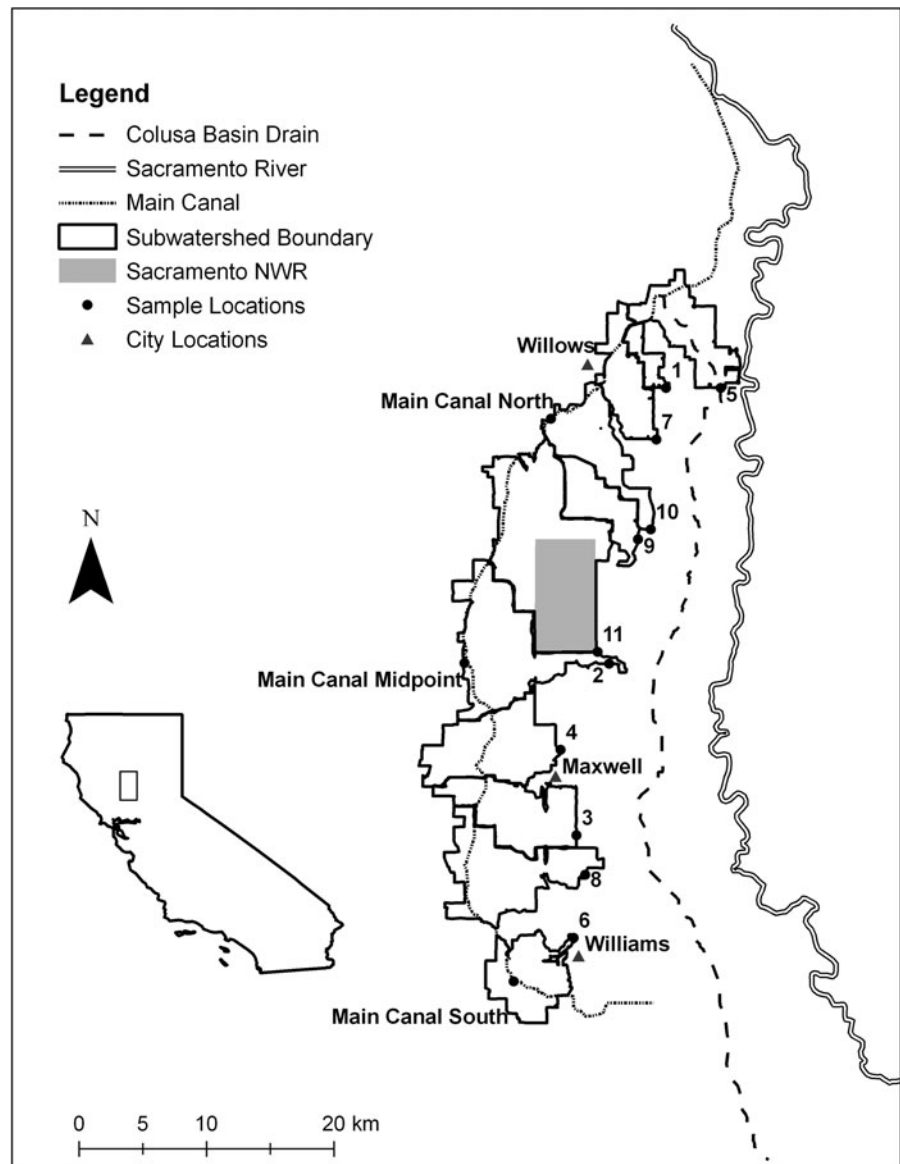 Legend
Colusa Basin Drain
Sacramento River
Main Canal
Subwatershed Boundary
Sacramento NWR
Sample Locations
City Locations
Willows
1
5
Main Canal North
7
10
9
N
11
2
Main Canal Midpoint
4
Maxwell
3
8
6
Williams
Main Canal South
0 5 10 20 km